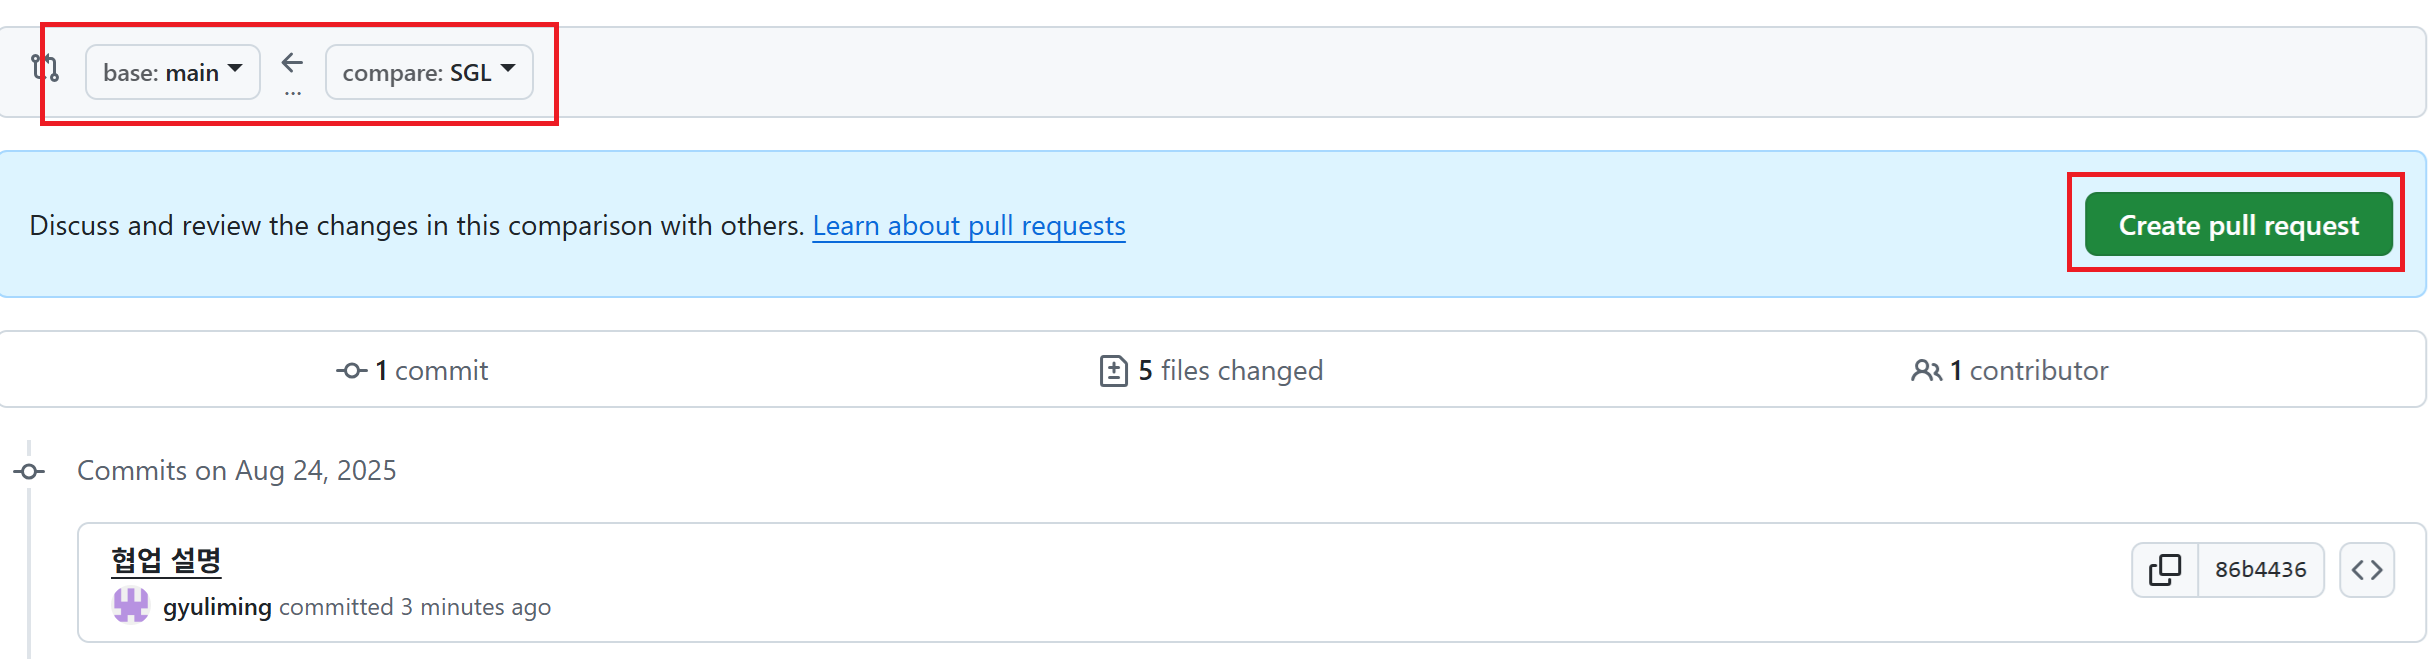 base: main ← compare: SGL
...
Discuss and review the changes in this comparison with others. Learn about pull requests
Create pull request
1 commit
5 files changed
1 contributor
Commits on Aug 24, 2025
협업 설명
86b4436
gyuliming committed 3 minutes ago